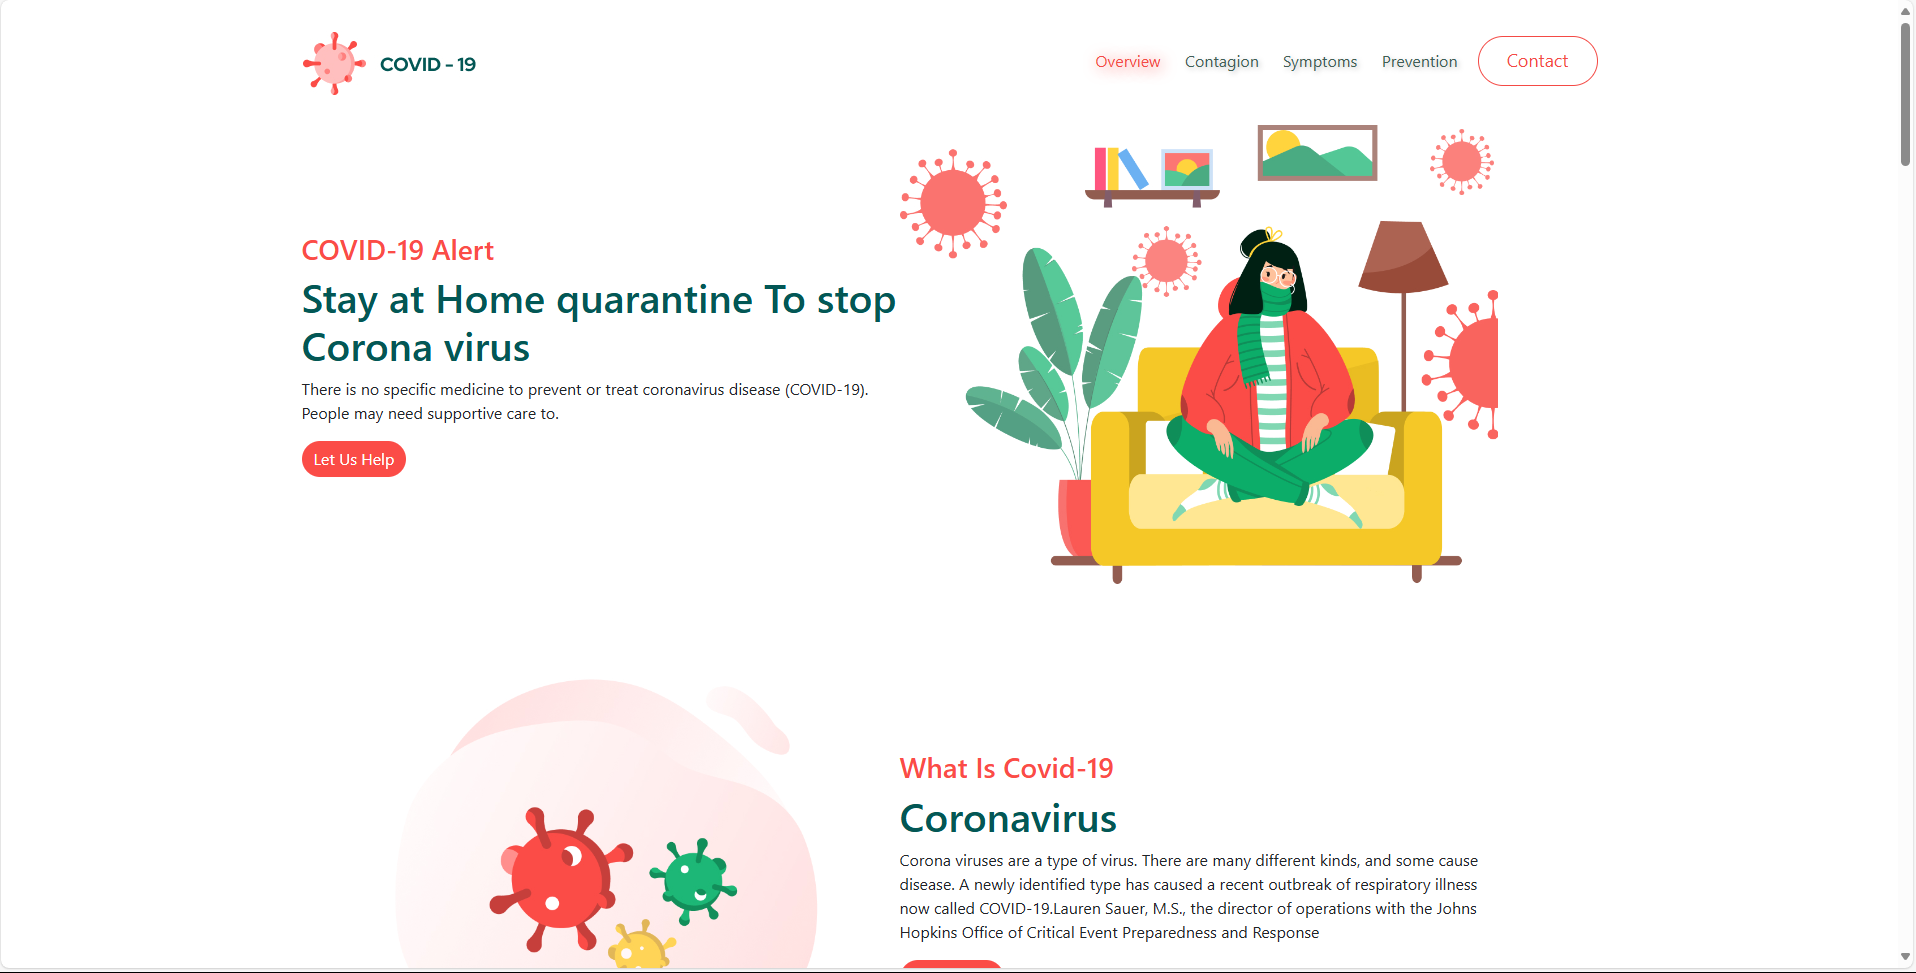 COVID - 19
Overview
Contagion
Symptoms
Prevention
Contact
COVID-19 Alert
Stay at Home quarantine To stop
Corona virus
There is no specific medicine to prevent or treat coronavirus disease (COVID-19).
People may need supportive care to.
Let Us Help
What Is Covid-19
Coronavirus
Corona viruses are a type of virus. There are many different kinds, and some cause
disease. A newly identified type has caused a recent outbreak of respiratory illness
now called COVID-19.Lauren Sauer, M.S., the director of operations with the Johns
Hopkins Office of Critical Event Preparedness and Response